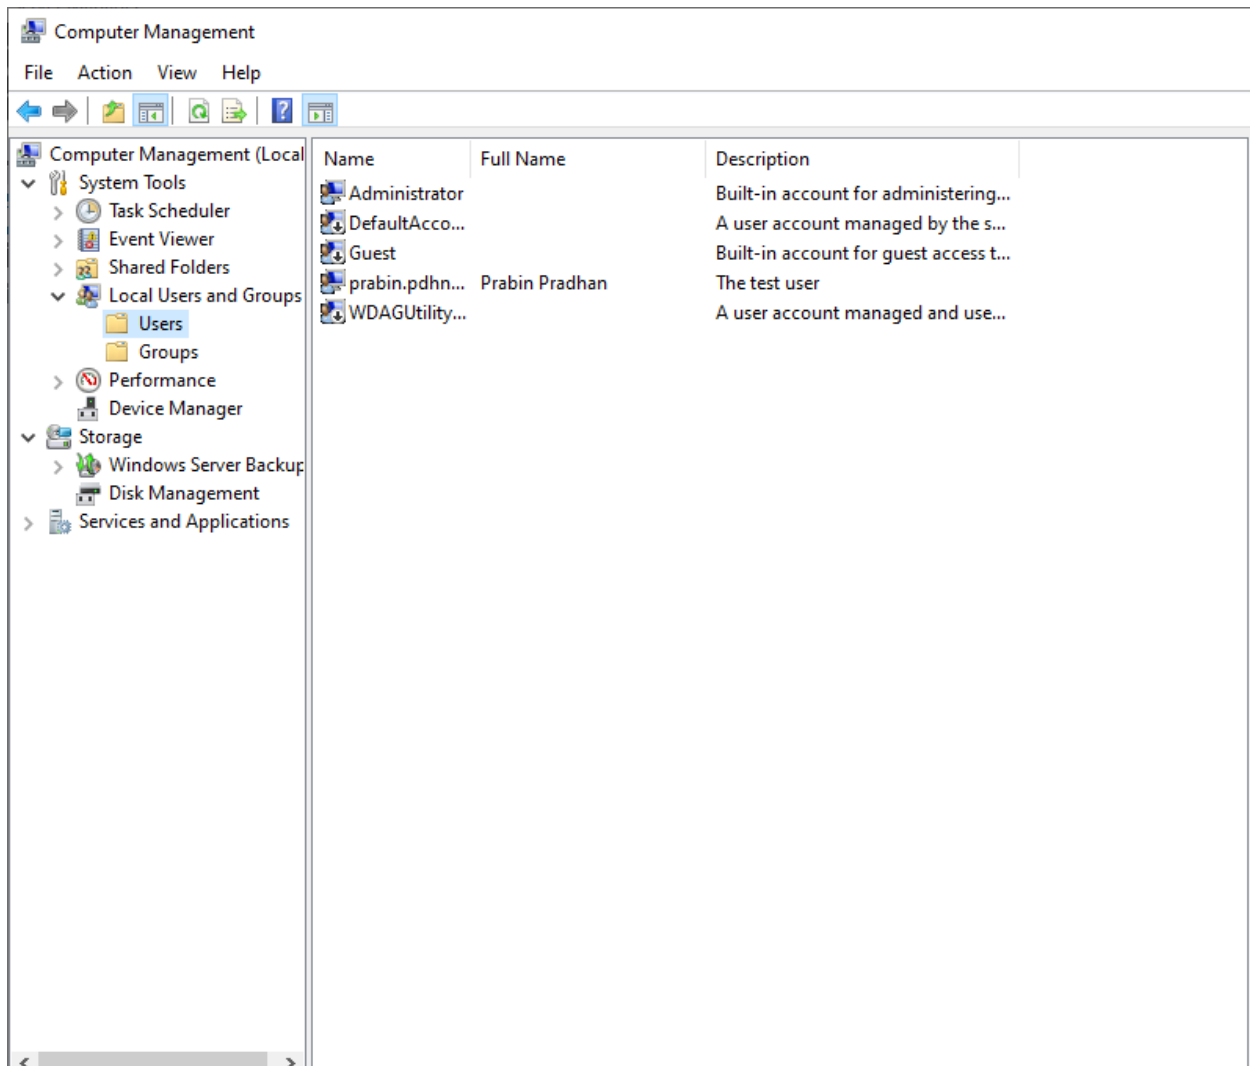 Computer Management
File Action View Help
Computer Management (Local
System Tools
Task Scheduler
Event Viewer
Shared Folders
Local Users and Groups
Users
Groups
Performance
Device Manager
Storage
Windows Server Backup
Disk Management
Services and Applications
Name Full Name Description
Administrator Built-in account for administering...
DefaultAcco... A user account managed by the s...
Guest Built-in account for guest access t...
prabin.pdhn... Prabin Pradhan The test user
WDAGUtility... A user account managed and use...